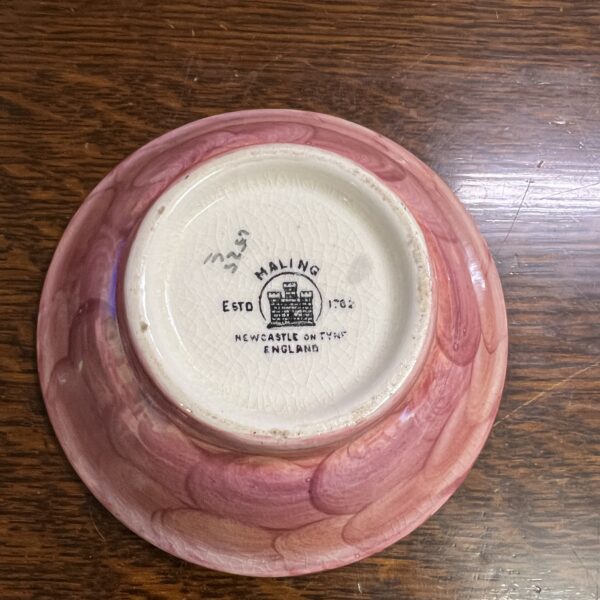 MALING
ESTD 1762
NEWCASTLE ON TYNE
ENGLAND